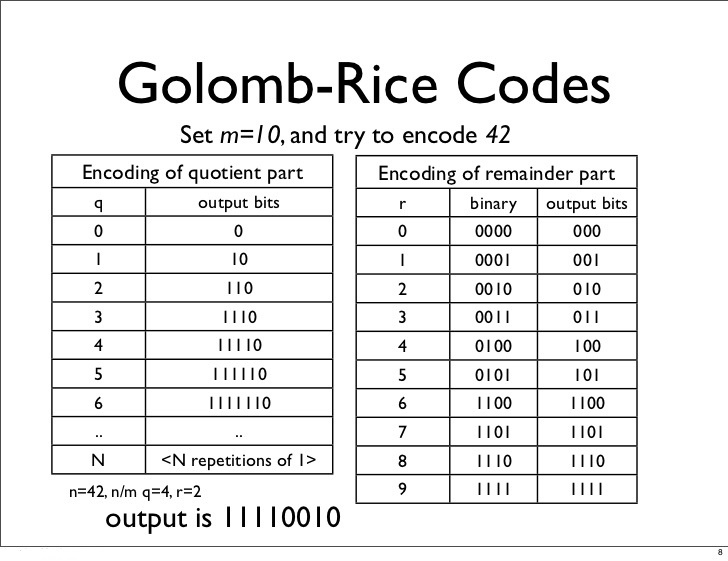 Golomb-Rice Codes
Set m=10, and try to encode 42
Encoding of quotient part
q output bits
0 0
1 10
2 110
3 1110
4 11110
5 111110
6 1111110
.. ..
N <N repetitions of 1>
Encoding of remainder part
r binary output bits
0 0000 000
1 0001 001
2 0010 010
3 0011 011
4 0100 100
5 0101 101
6 1100 1100
7 1101 1101
8 1110 1110
9 1111 1111
n=42, n/m q=4, r=2
output is 11110010
8